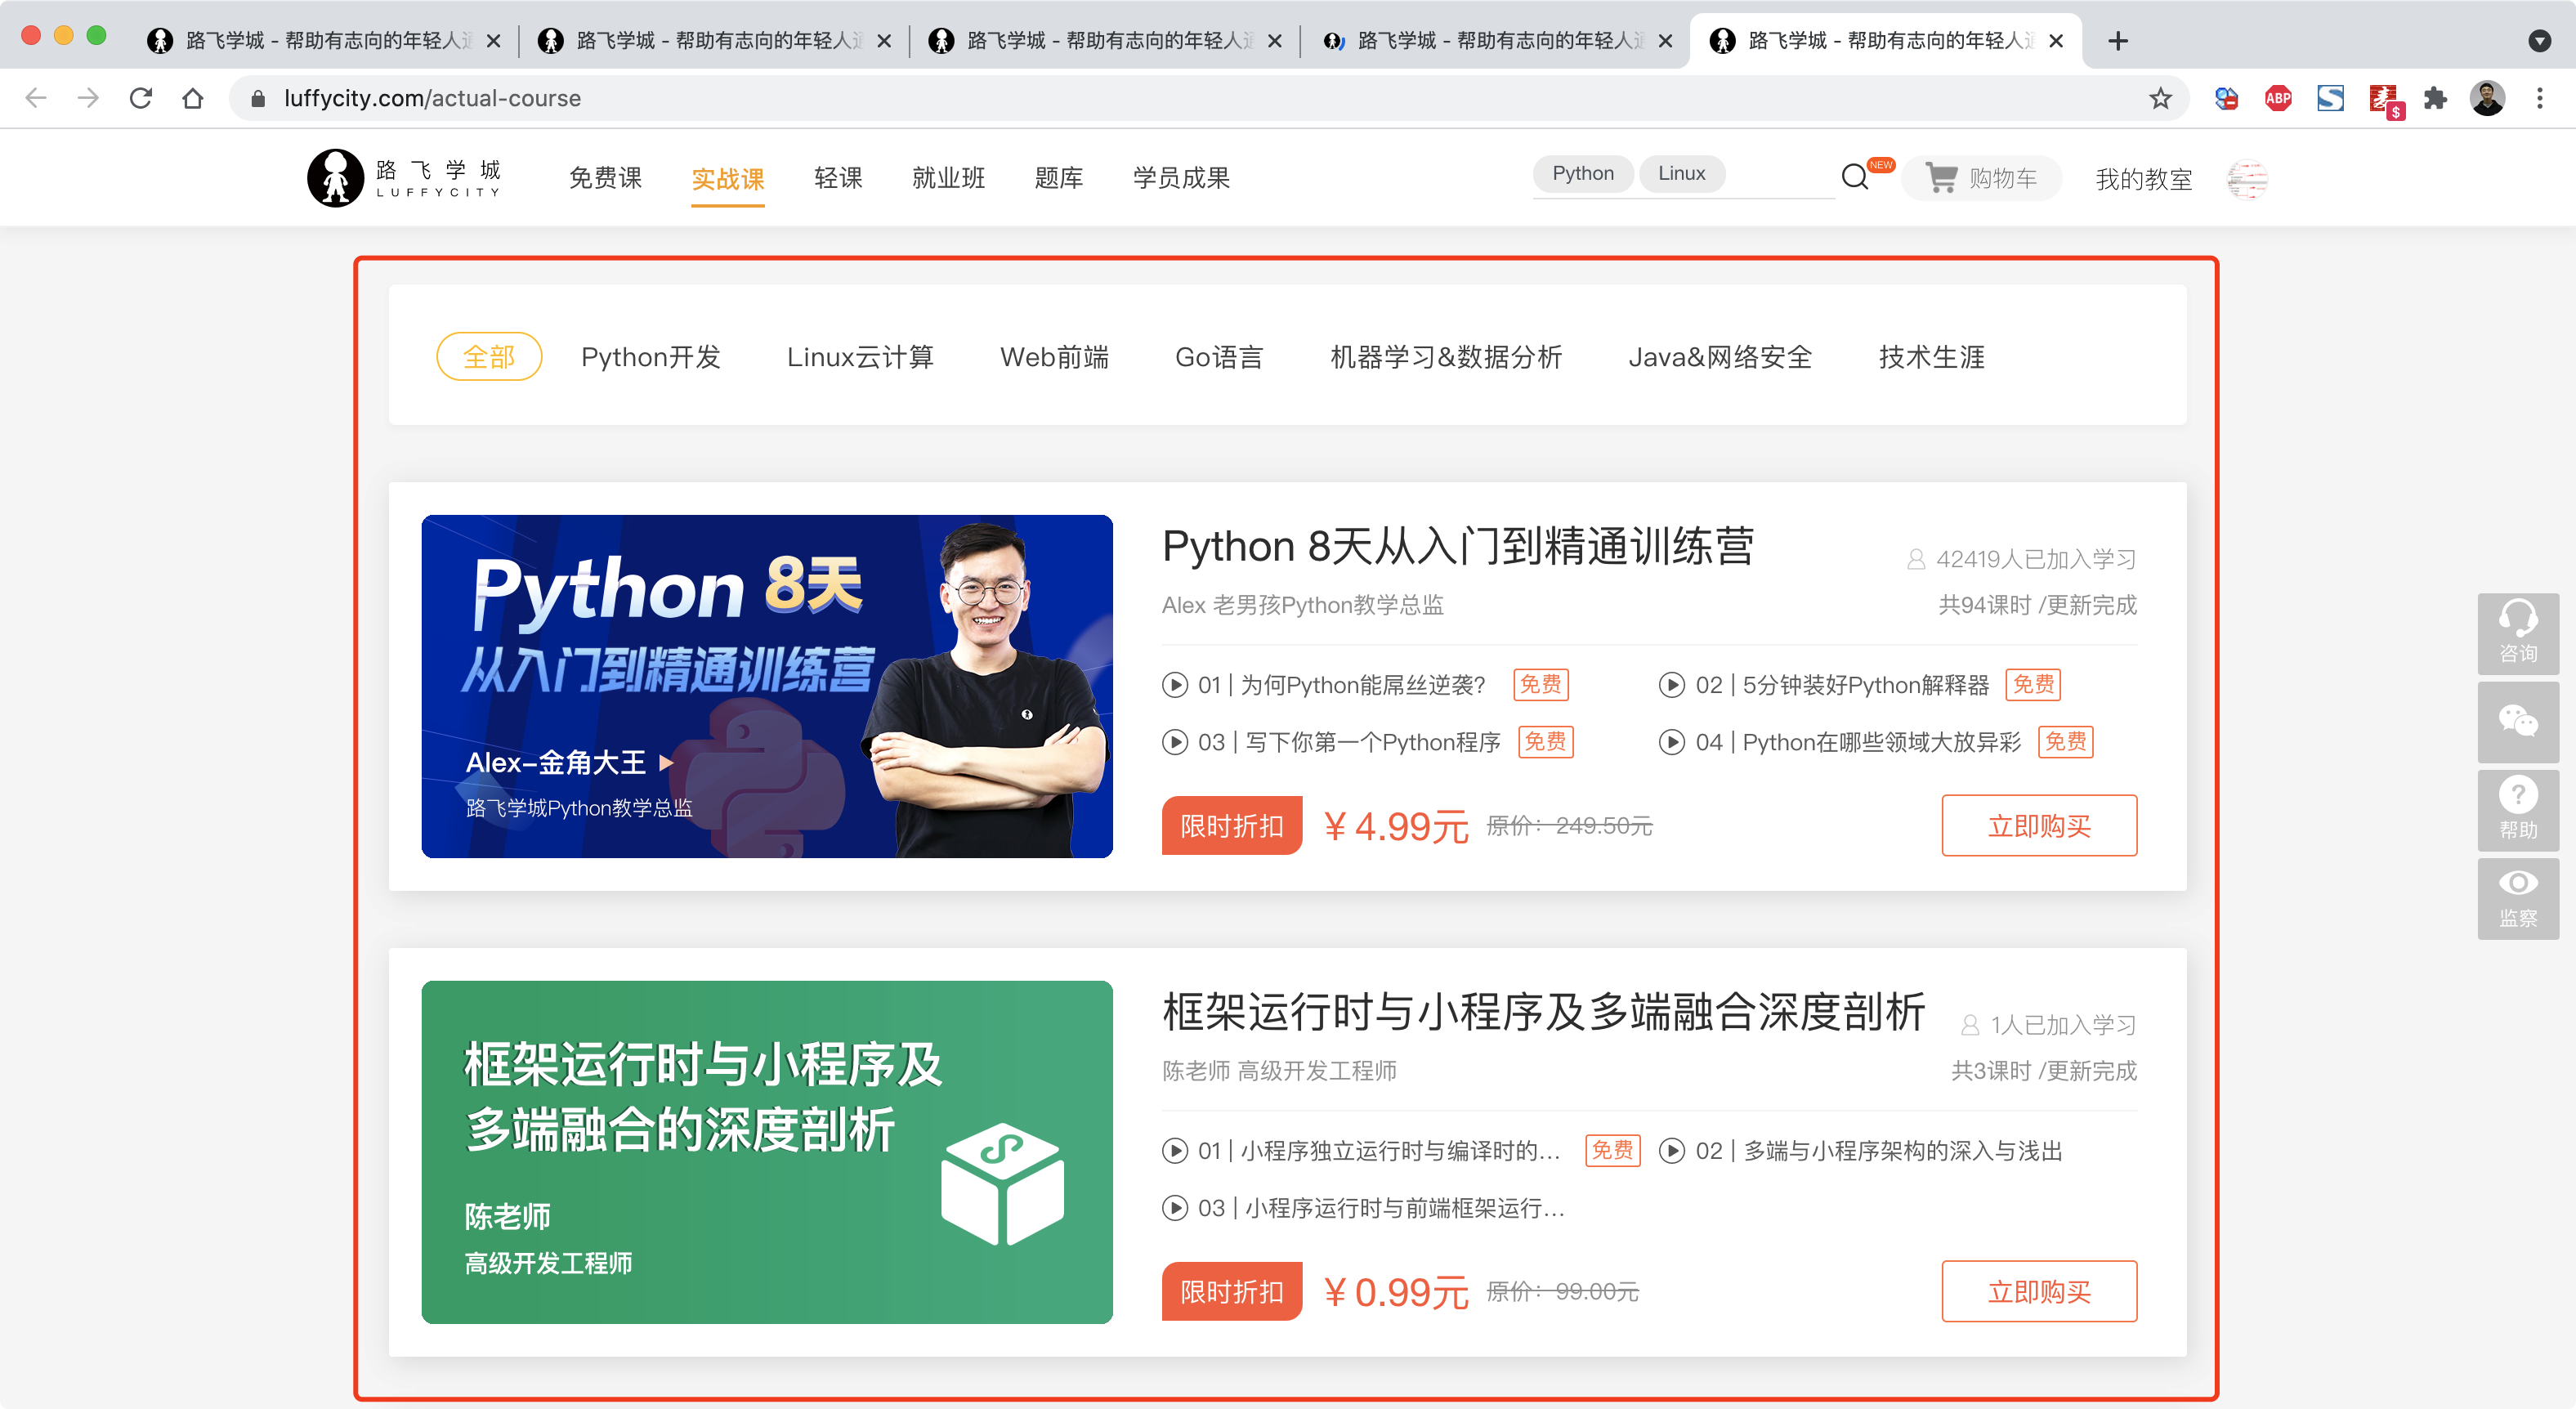 路飞学城 - 帮助有志向的年轻人通
路飞学城 - 帮助有志向的年轻人通
路飞学城 - 帮助有志向的年轻人通
路飞学城 - 帮助有志向的年轻人通
路飞学城 - 帮助有志向的年轻人通
luffycity.com/actual-course
ABP
S
$
路飞学城
LUFFYCITY
免费课
实战课
轻课
就业班
题库
学员成果
Python
Linux
NEW
购物车
我的教室
全部
Python开发
Linux云计算
Web前端
Go语言
机器学习&数据分析
Java&网络安全
技术生涯
Python 8天
从入门到精通训练营
Alex-金角大王
路飞学城Python教学总监
Python 8天从入门到精通训练营
42419人已加入学习
Alex 老男孩Python教学总监
共94课时 /更新完成
01 | 为何Python能屌丝逆袭? 免费
02 | 5分钟装好Python解释器 免费
03 | 写下你第一个Python程序 免费
04 | Python在哪些领域大放异彩 免费
限时折扣 ¥ 4.99元 原价：249.50元
立即购买
框架运行时与小程序及
多端融合的深度剖析
陈老师
高级开发工程师
框架运行时与小程序及多端融合深度剖析
1人已加入学习
陈老师 高级开发工程师
共3课时 /更新完成
01 | 小程序独立运行时与编译时的... 免费
02 | 多端与小程序架构的深入与浅出
03 | 小程序运行时与前端框架运行...
限时折扣 ¥ 0.99元 原价：99.00元
立即购买
咨询
?
帮助
监察